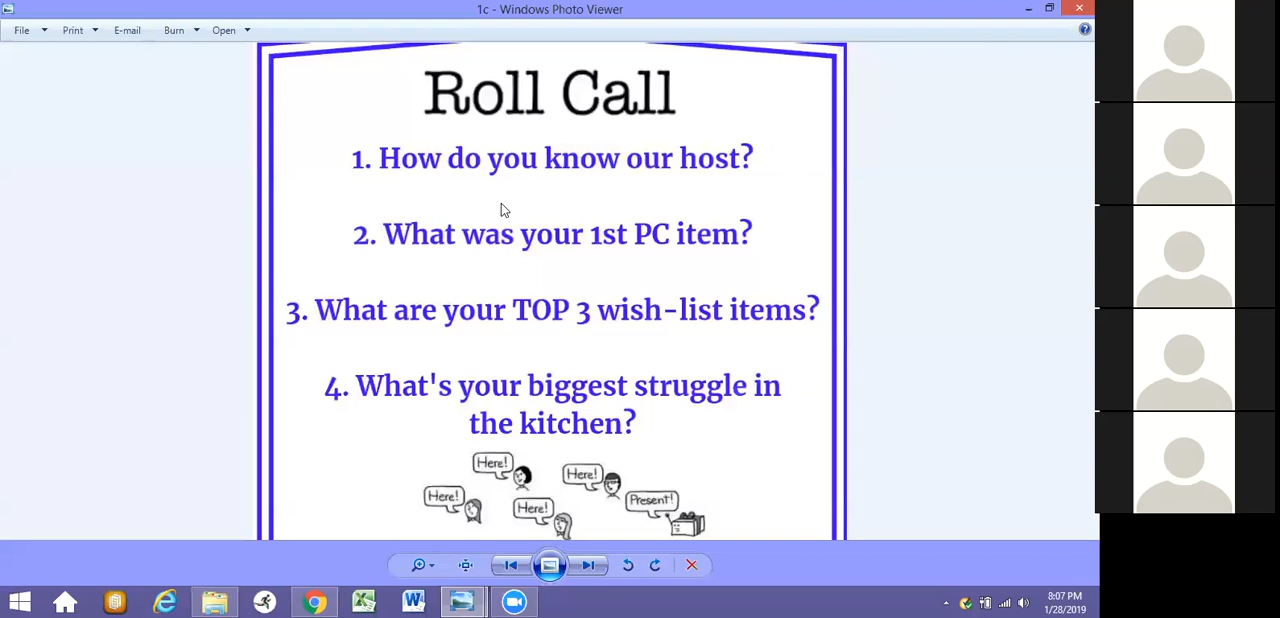 1c - Windows Photo Viewer
File Print E-mail Burn Open
Roll Call
1. How do you know our host?
2. What was your 1st PC item?
3. What are your TOP 3 wish-list items?
4. What's your biggest struggle in
the kitchen?
Here!
Here!
Here!
Present!
Here!
8:07 PM
1/28/2019